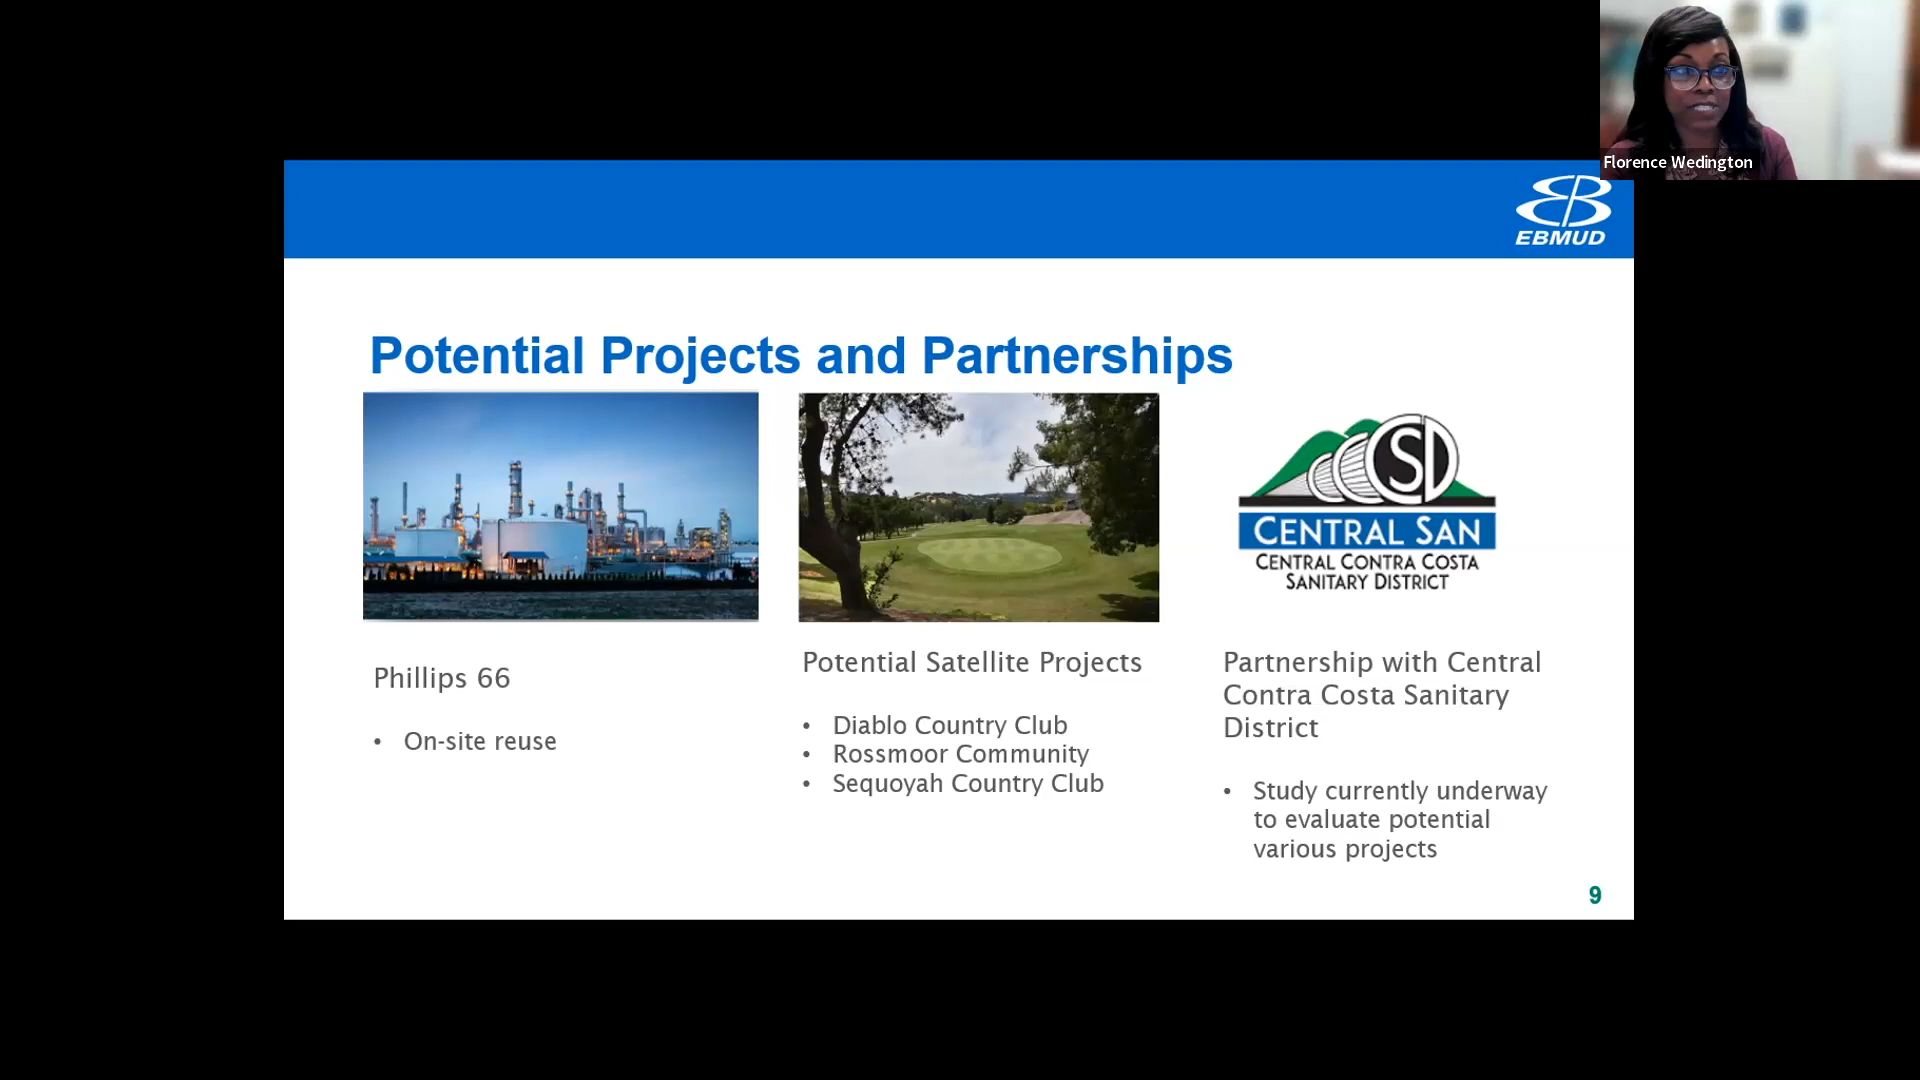 Florence Wedington
EBMUD
Potential Projects and Partnerships
CCCSD
CENTRAL SAN
CENTRAL CONTRA COSTA
SANITARY DISTRICT
Phillips 66
• On-site reuse
Potential Satellite Projects
• Diablo Country Club
• Rossmoor Community
• Sequoyah Country Club
Partnership with Central
Contra Costa Sanitary
District
• Study currently underway
to evaluate potential
various projects
9